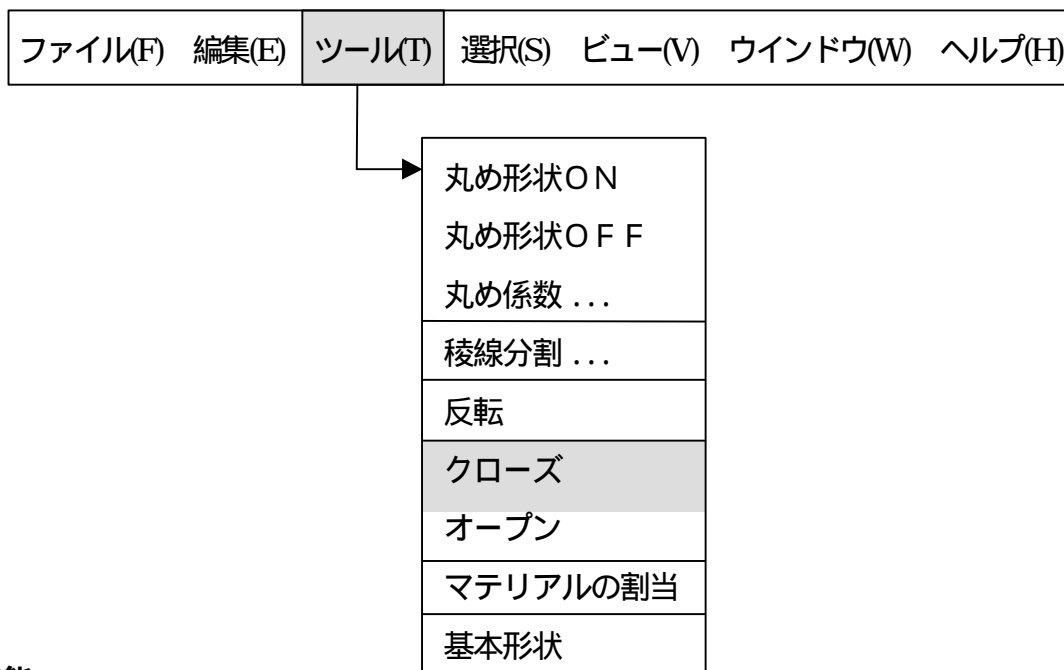 ファイル(F) 編集(E) ツール(T) 選択(S) ビュー(V) ウインドウ(W) ヘルプ(H)
丸め形状ＯＮ
丸め形状ＯＦＦ
丸め係数 ...
稜線分割 ...
反転
クローズ
オープン
マテリアルの割当
基本形状